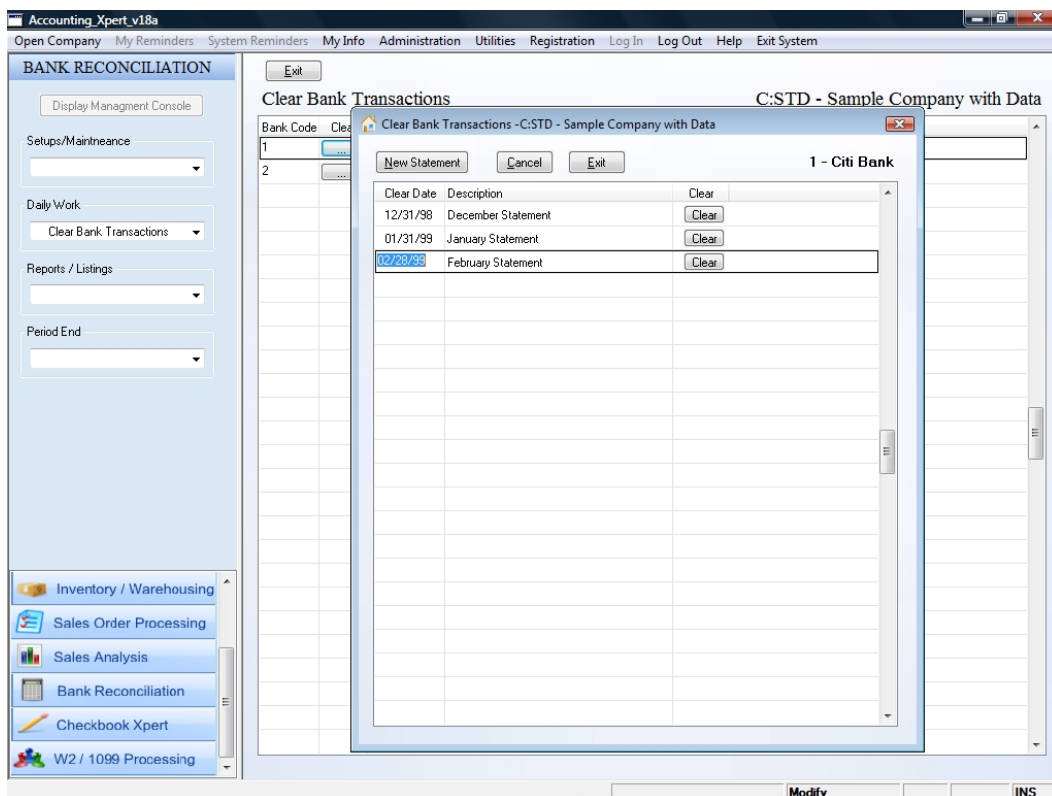 Accounting_Xpert_v18a
Open Company My Reminders System Reminders My Info Administration Utilities Registration Log In Log Out Help Exit System
BANK RECONCILIATION
Display Managment Console
Setups/Maintneance
Daily Work
Clear Bank Transactions
Reports / Listings
Period End
Inventory / Warehousing
Sales Order Processing
Sales Analysis
Bank Reconciliation
Checkbook Xpert
W2 / 1099 Processing
Exit
Clear Bank Transactions C:STD - Sample Company with Data
Bank Code Clea
1 ...
2 ...
Clear Bank Transactions -C:STD - Sample Company with Data
New Statement Cancel Exit 1 - Citi Bank
Clear Date Description Clear
12/31/98 December Statement Clear
01/31/99 January Statement Clear
02/28/99 February Statement Clear
Modify INS